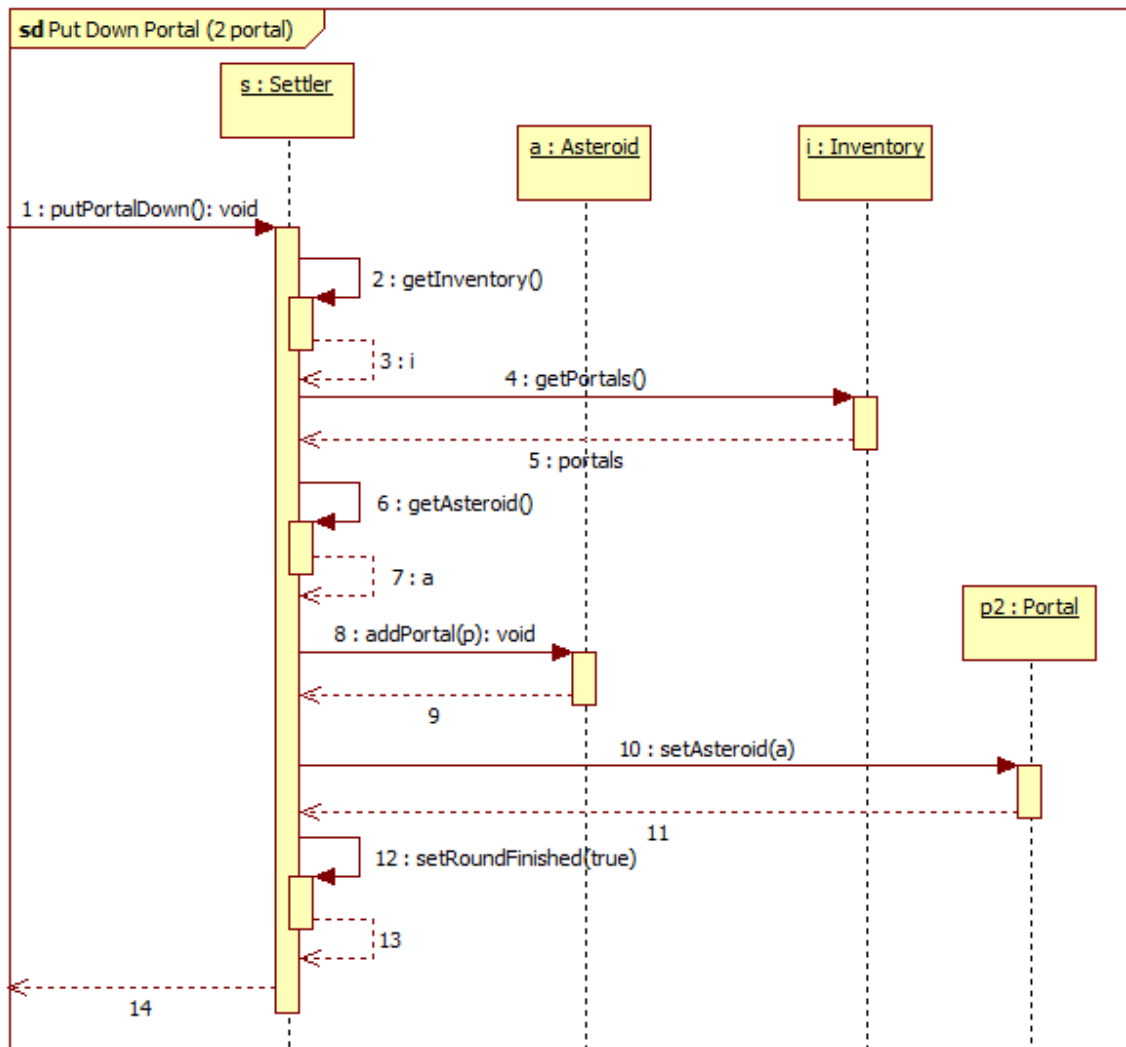 sd Put Down Portal (2 portal)
s : Settler
a : Asteroid
i : Inventory
1 : putPortalDown(): void
2 : getInventory()
3 : i
4 : getPortals()
5 : portals
6 : getAsteroid()
7 : a
p2 : Portal
8 : addPortal(p): void
9
10 : setAsteroid(a)
11
12 : setRoundFinished(true)
13
14